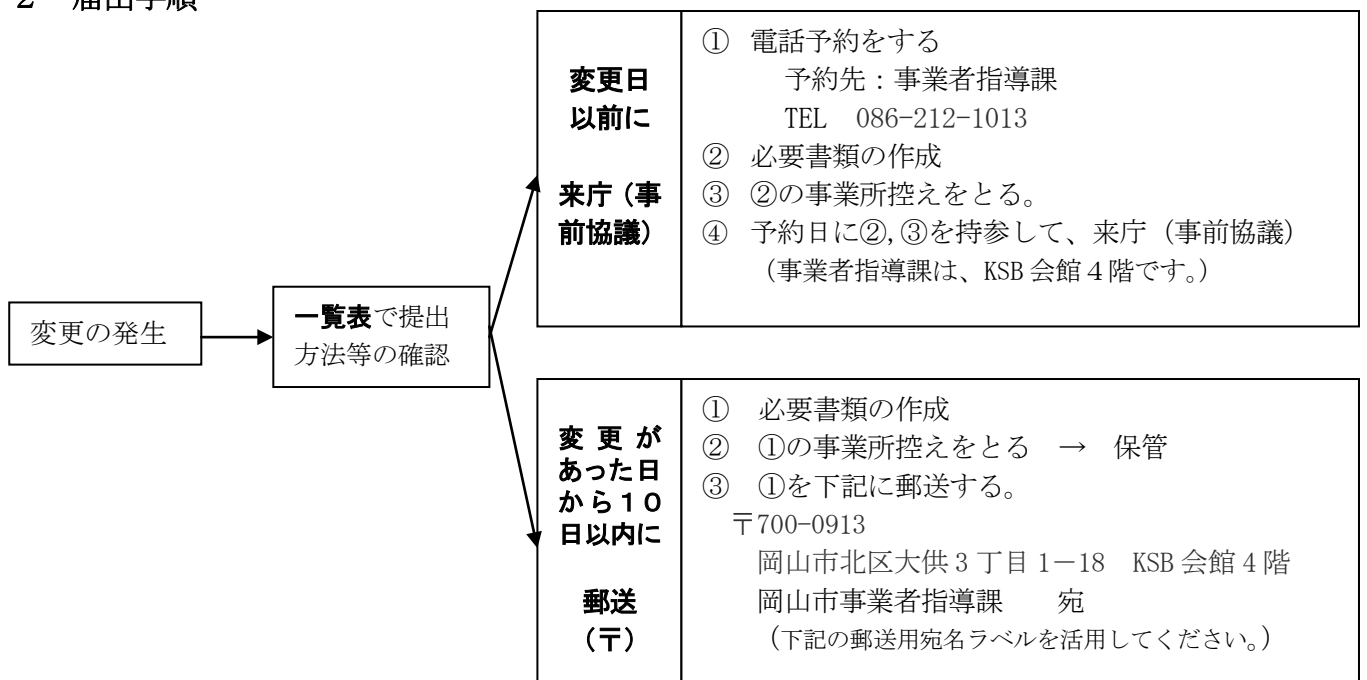 ２　届出手順
変更の発生
一覧表で提出
方法等の確認
変更日
以前に
来庁（事
前協議）
① 電話予約をする
予約先：事業者指導課
TEL　086-212-1013
② 必要書類の作成
③ ②の事業所控えをとる。
④ 予約日に②,③を持参して、来庁（事前協議）
（事業者指導課は、KSB会館４階です。）
変更が
あった日
から１０
日以内に
郵送
（〒）
① 必要書類の作成
② ①の事業所控えをとる　→　保管
③ ①を下記に郵送する。
〒700-0913
岡山市北区大供３丁目1－18　KSB会館４階
岡山市事業者指導課　　宛
（下記の郵送用宛名ラベルを活用してください。）